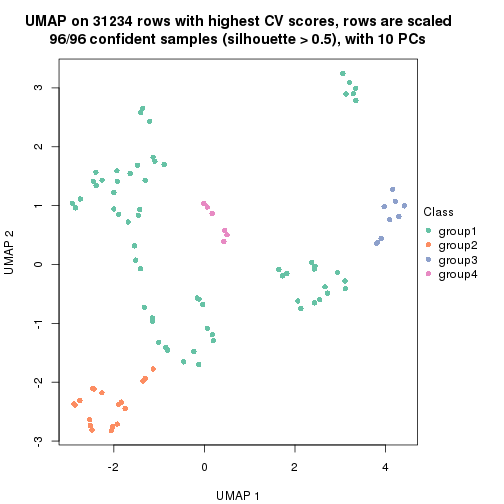 UMAP on 31234 rows with highest CV scores, rows are scaled
96/96 confident samples (silhouette > 0.5), with 10 PCs
3
2
1
0
-1
-2
-3
UMAP 2
-2
0
2
4
UMAP 1
Class
group1
group2
group3
group4